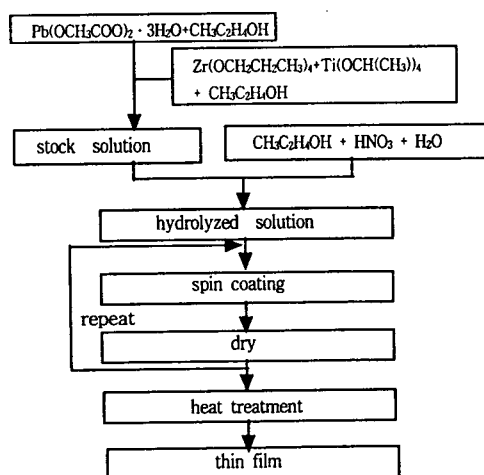 Pb(OCH3COO)2 · 3H2O+CH3C2H4OH
Zr(OCH2CH2CH3)4+Ti(OCH(CH3))4
+ CH3C2H4OH
stock solution
CH3C2H4OH + HNO3 + H2O
hydrolyzed solution
spin coating
repeat
dry
heat treatment
thin film